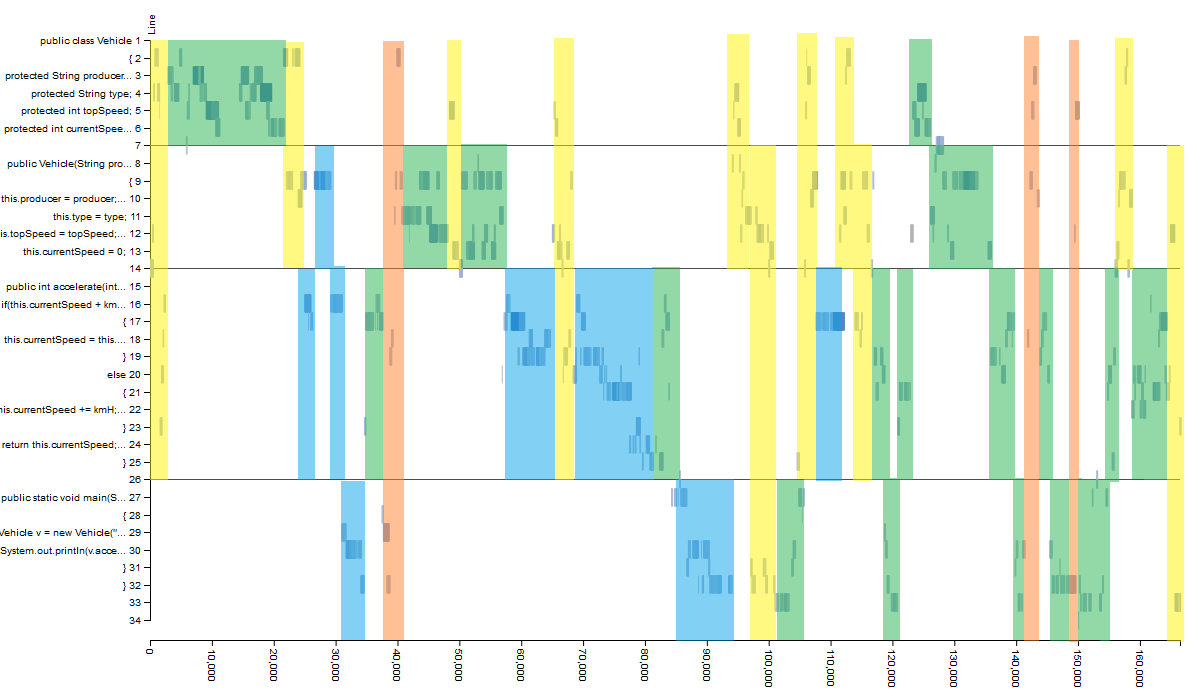 Line
public class Vehicle 1
{ 2
protected String producer... 3
protected String type; 4
protected int topSpeed; 5
protected int currentSpee... 6
7
public Vehicle(String pro... 8
{ 9
this.producer = producer;... 10
this.type = type; 11
is.topSpeed = topSpeed;... 12
this.currentSpeed = 0; 13
14
public int accelerate(int... 15
if(this.currentSpeed + km... 16
{ 17
this.currentSpeed = this.... 18
} 19
else 20
{ 21
his.currentSpeed += kmH;... 22
} 23
return this.currentSpeed;... 24
} 25
26
public static void main(S... 27
{ 28
Vehicle v = new Vehicle("... 29
System.out.println(v.acce... 30
} 31
} 32
33
34
0
10,000
20,000
30,000
40,000
50,000
60,000
70,000
80,000
90,000
100,000
110,000
120,000
130,000
140,000
150,000
160,000